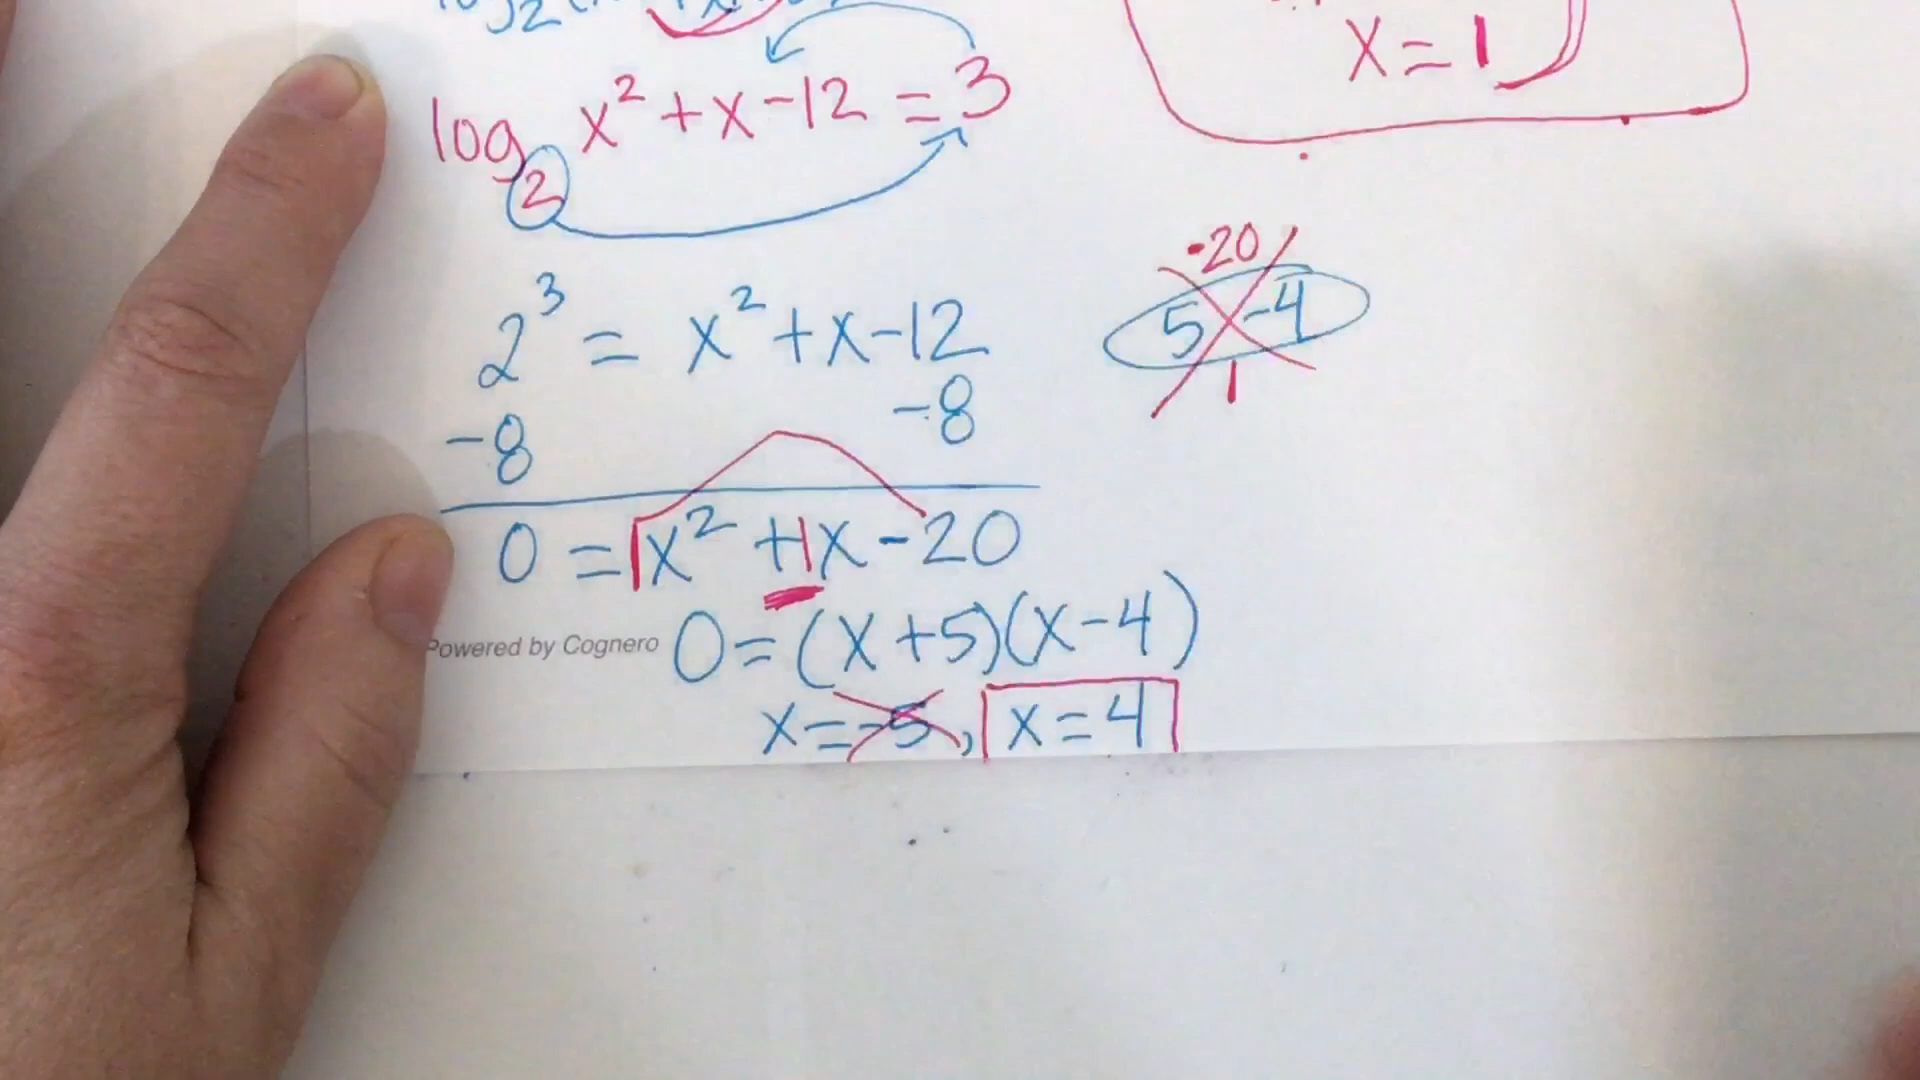 log₂ x² + x - 12 = 3
x = 1
2³ = x² + x - 12
-8 -8
-20
5 -4
1
0 = 1x² + 1x - 20
0 = (x + 5)(x - 4)
Powered by Cognero
x = -5, x = 4